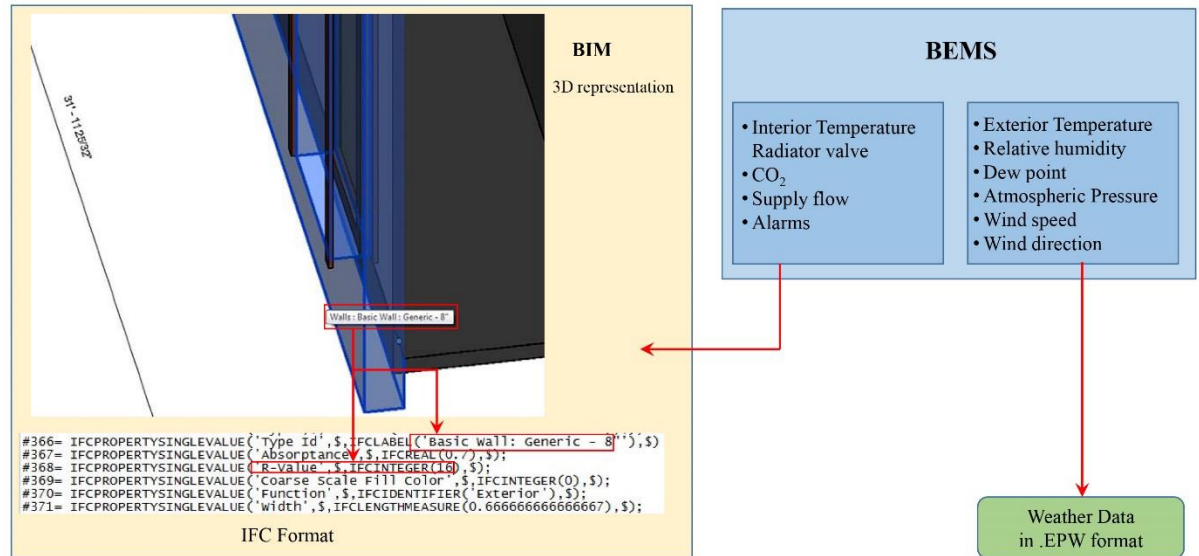 BIM
3D representation
31' - 11 25/32"
Walls : Basic Wall : Generic - 8"
#366= IFCPROPERTYSINGLEVALUE('Type Id',$,IFCLABEL('Basic Wall: Generic - 8"'),$)
#367= IFCPROPERTYSINGLEVALUE('Absorptance',$,IFCREAL(0.7),$);
#368= IFCPROPERTYSINGLEVALUE('R-Value',$,IFCINTEGER(16),$);
#369= IFCPROPERTYSINGLEVALUE('Coarse Scale Fill Color',$,IFCINTEGER(0),$);
#370= IFCPROPERTYSINGLEVALUE('Function',$,IFCIDENTIFIER('Exterior'),$);
#371= IFCPROPERTYSINGLEVALUE('Width',$,IFCLENGTHMEASURE(0.666666666666667),$);
IFC Format
BEMS
• Interior Temperature
Radiator valve
• CO₂
• Supply flow
• Alarms
• Exterior Temperature
• Relative humidity
• Dew point
• Atmospheric Pressure
• Wind speed
• Wind direction
Weather Data
in .EPW format